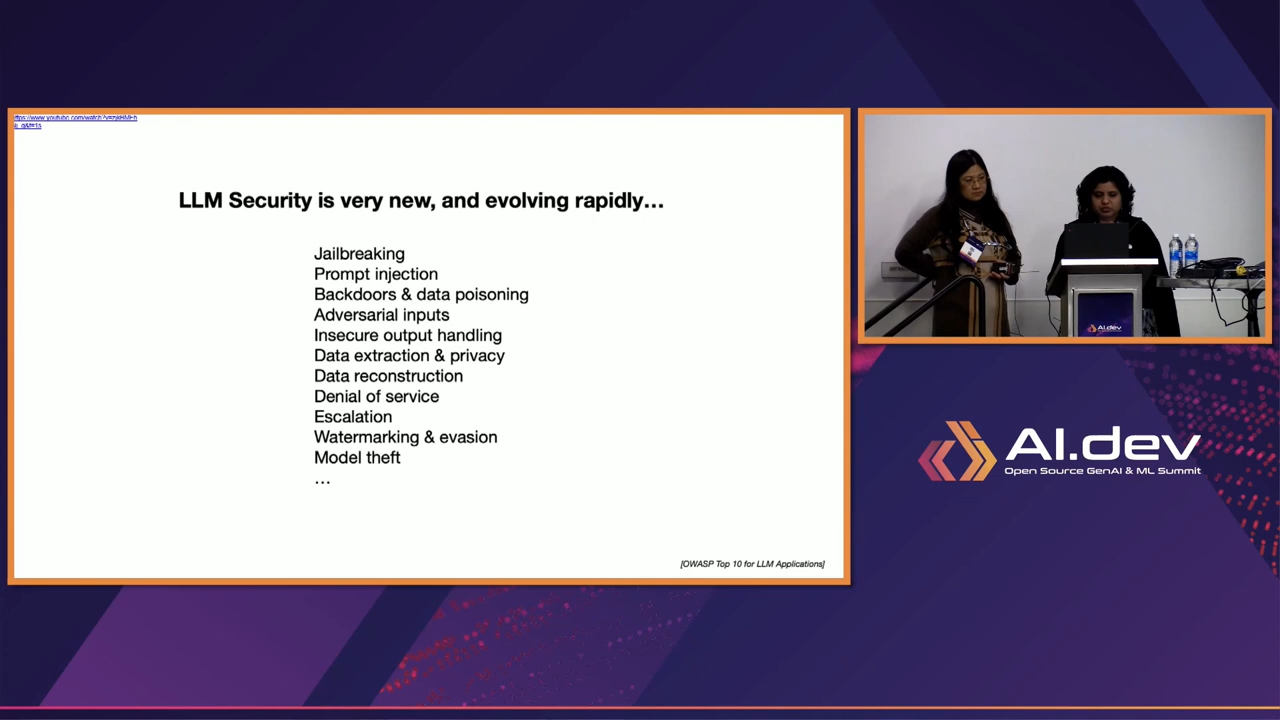 LLM Security is very new, and evolving rapidly...
Jailbreaking
Prompt injection
Backdoors & data poisoning
Adversarial inputs
Insecure output handling
Data extraction & privacy
Data reconstruction
Denial of service
Escalation
Watermarking & evasion
Model theft
...
[OWASP Top 10 for LLM Applications]
AI.dev
AI.dev
Open Source GenAI & ML Summit